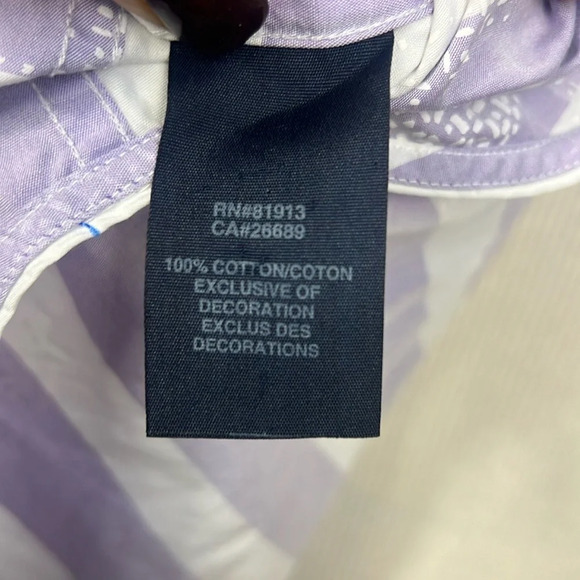 RN#81913
CA#26689
100% COTTON/COTON
EXCLUSIVE OF
DECORATION
EXCLUS DES
DECORATIONS